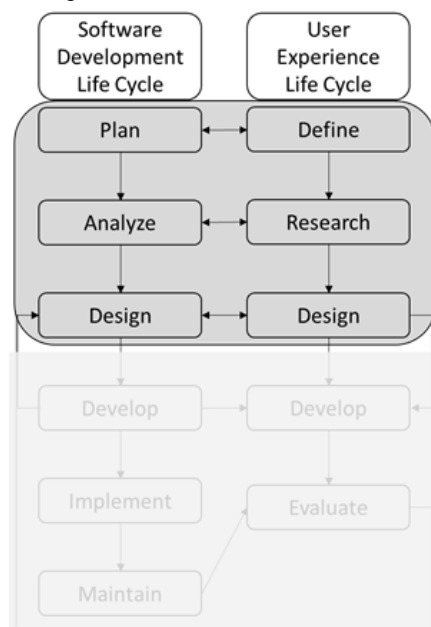 Software
Development
Life Cycle
User
Experience
Life Cycle
Plan
Define
Analyze
Research
Design
Design
Develop
Develop
Implement
Evaluate
Maintain